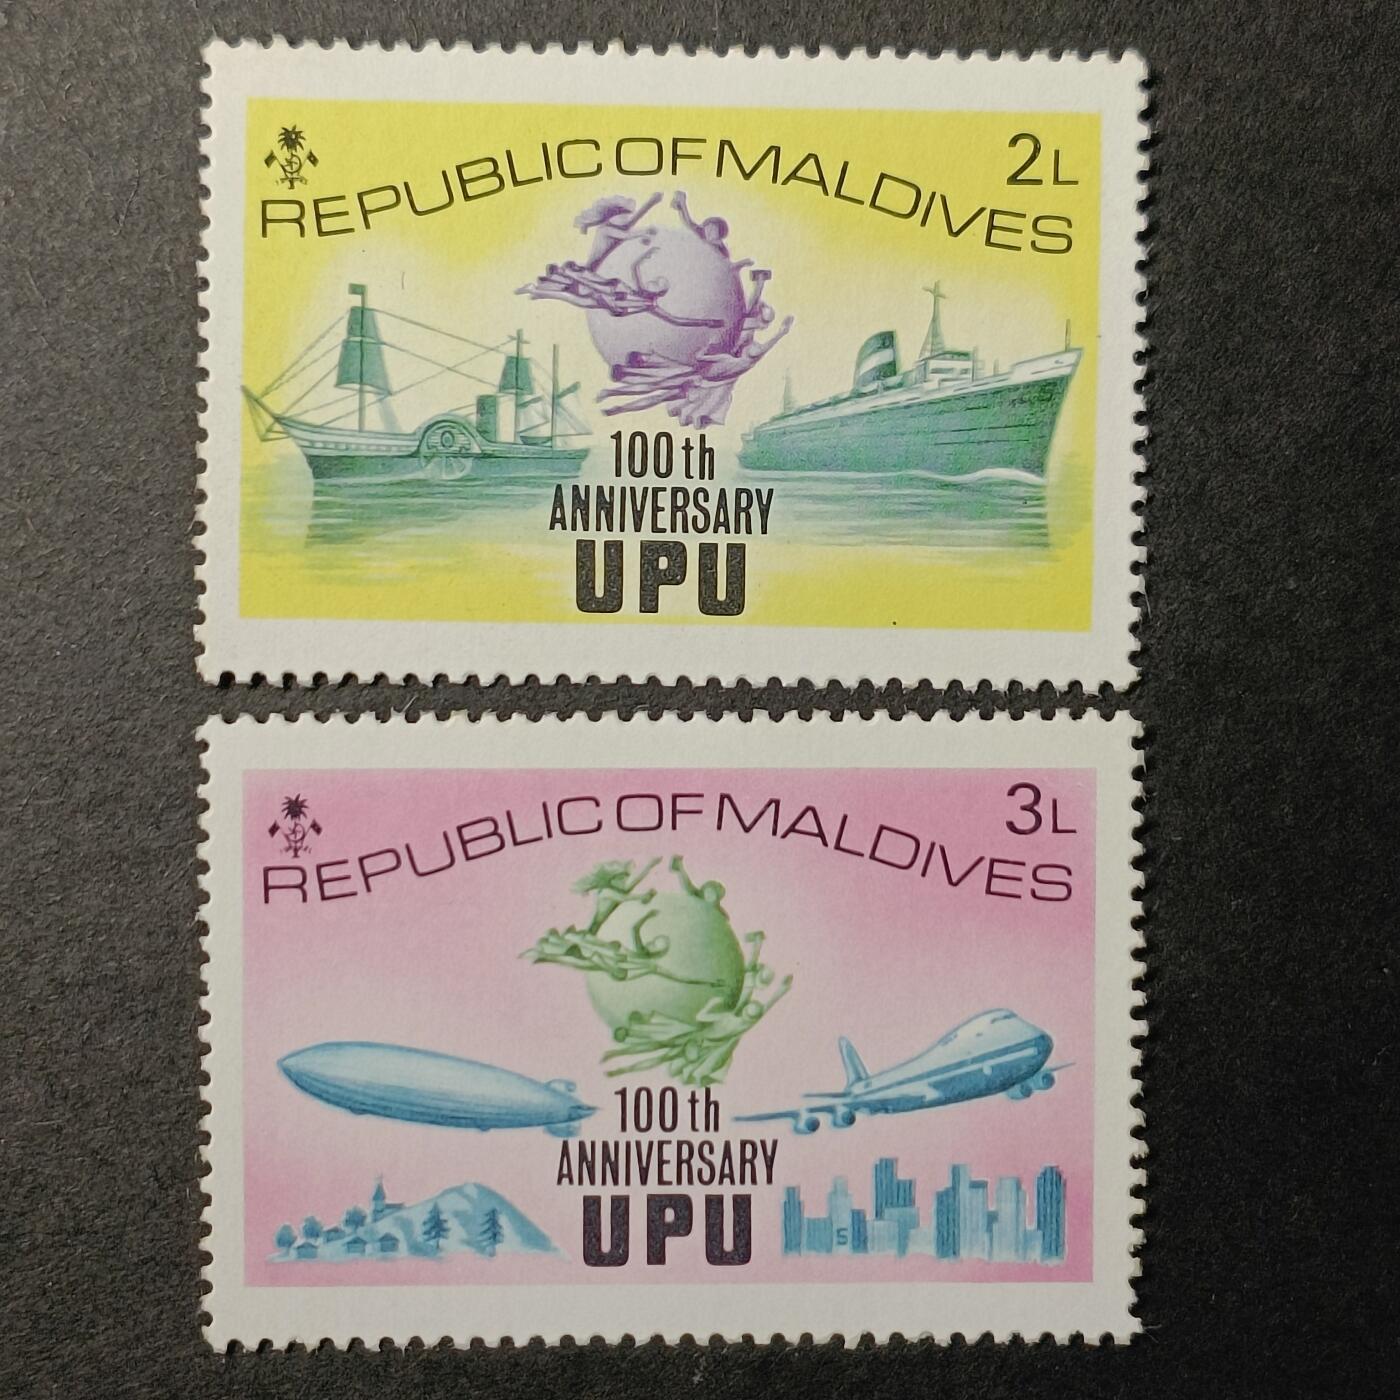 2L
REPUBLIC OF MALDIVES
100th
ANNIVERSARY
UPU
3L
REPUBLIC OF MALDIVES
100th
ANNIVERSARY
UPU
S